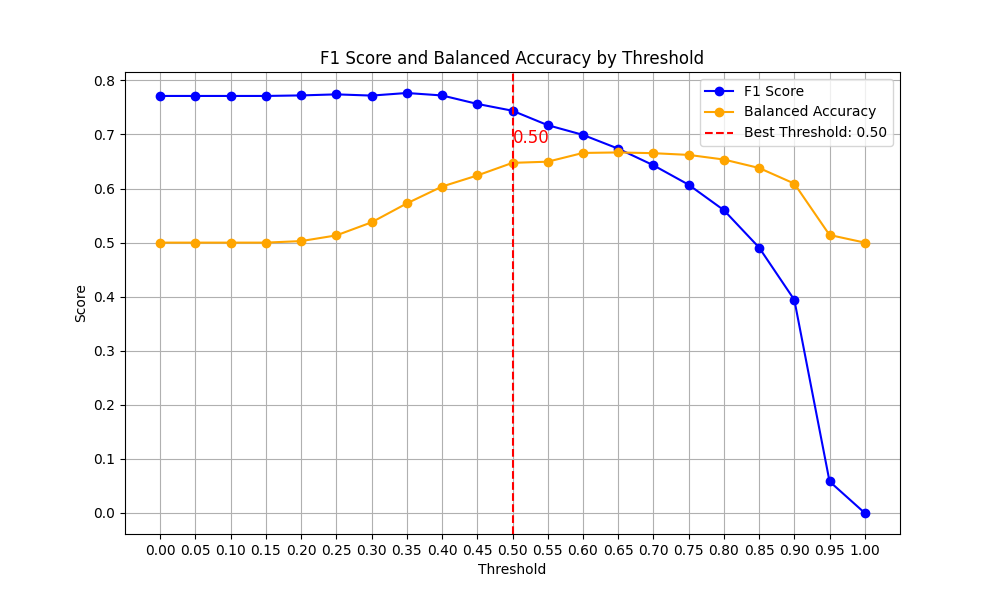 F1 Score and Balanced Accuracy by Threshold
F1 Score
Balanced Accuracy
Best Threshold: 0.50
0.50
Score
0.8
0.7
0.6
0.5
0.4
0.3
0.2
0.1
0.0
0.00 0.05 0.10 0.15 0.20 0.25 0.30 0.35 0.40 0.45 0.50 0.55 0.60 0.65 0.70 0.75 0.80 0.85 0.90 0.95 1.00
Threshold